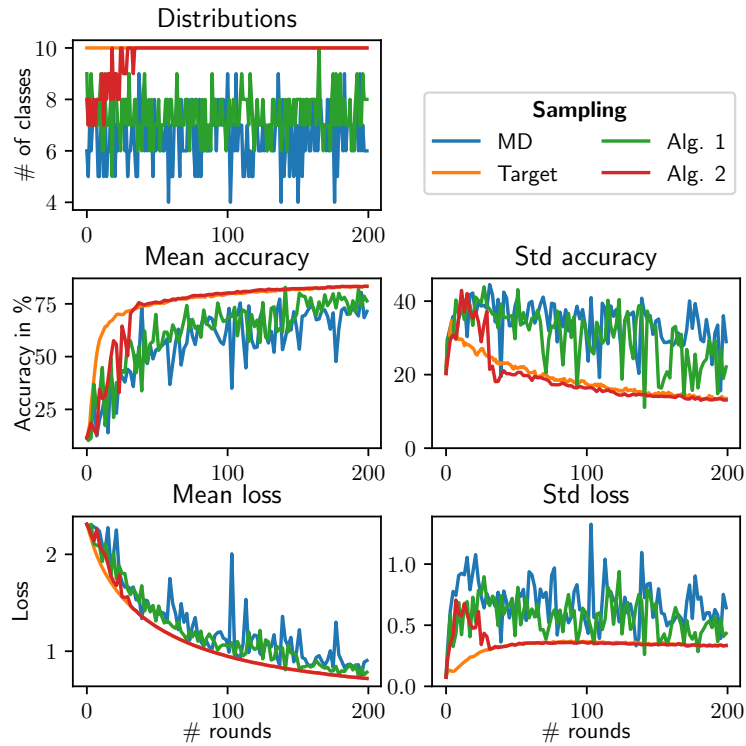 Distributions
# of classes
10
8
6
4
0
100
200
Sampling
MD
Target
Alg. 1
Alg. 2
Mean accuracy
Accuracy in %
75
50
25
0
100
200
Std accuracy
40
20
0
0
100
200
Mean loss
Loss
2
1
0
100
200
# rounds
Std loss
1.0
0.5
0.0
0
100
200
# rounds